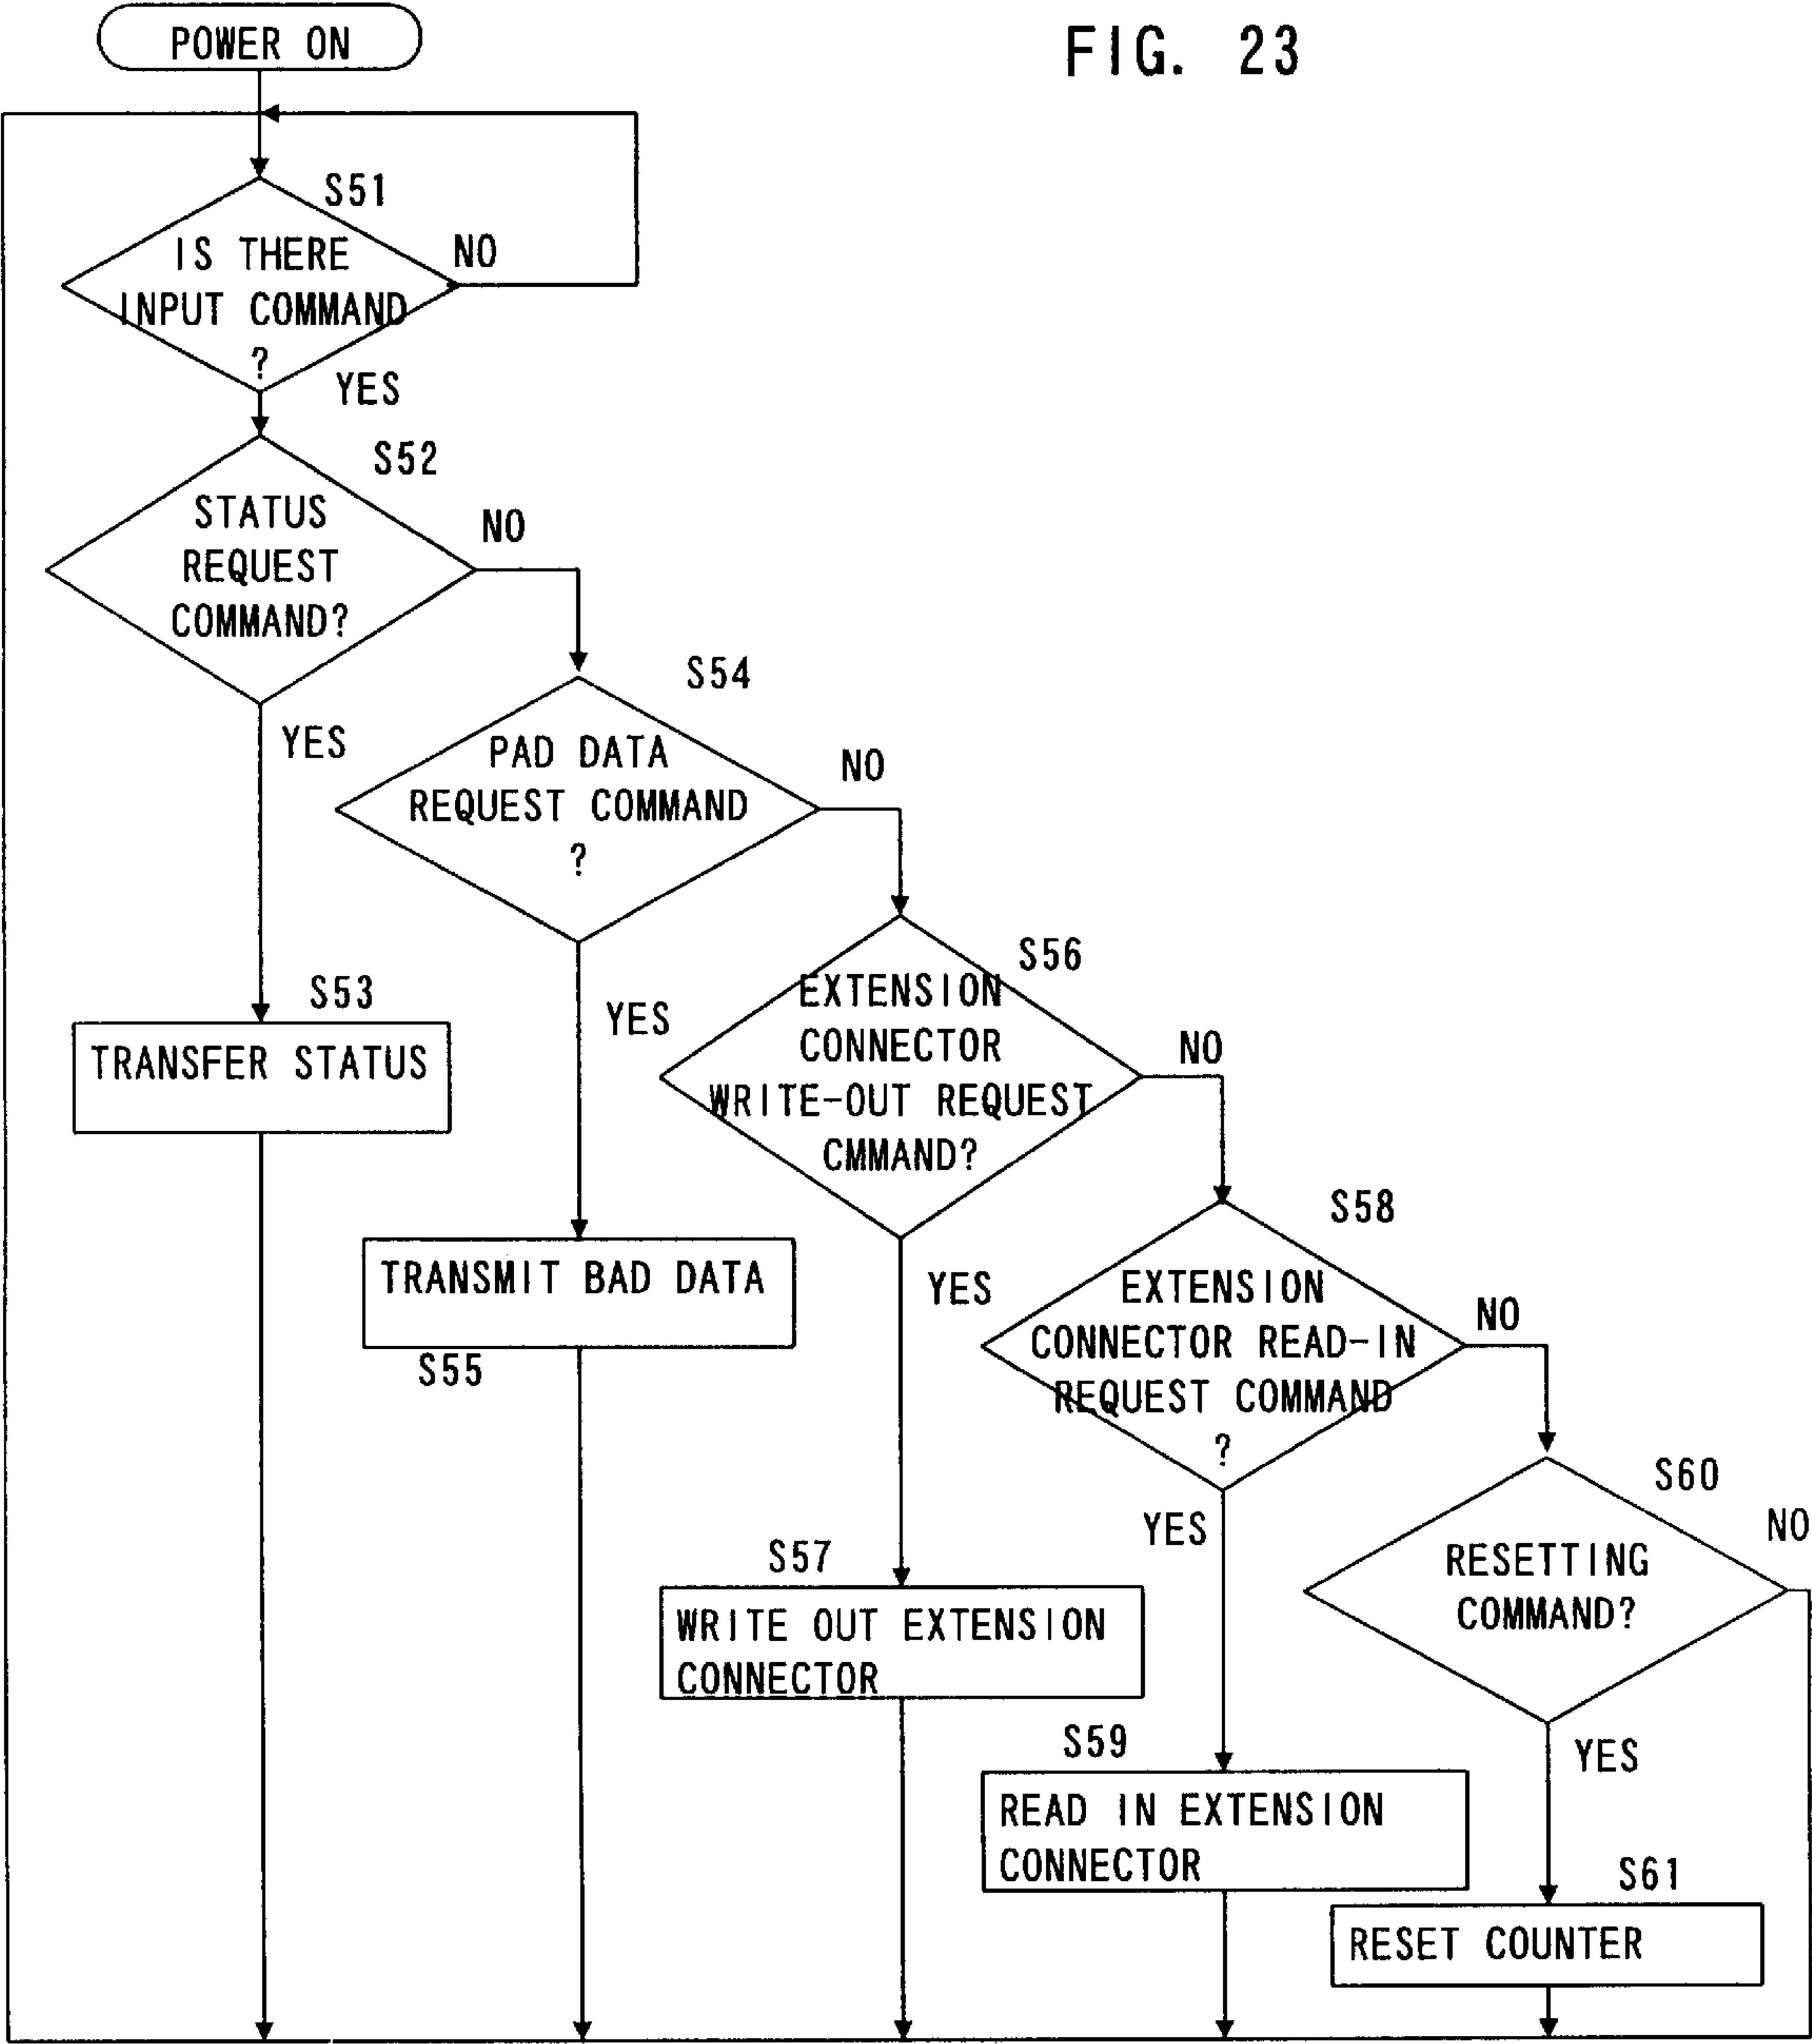 FIG. 23
POWER ON
S51
IS THERE
INPUT COMMAND
?
NO
YES
S52
STATUS
REQUEST
COMMAND?
NO
YES
S54
PAD DATA
REQUEST COMMAND
?
NO
YES
S53
TRANSFER STATUS
S56
EXTENSION
CONNECTOR
WRITE-OUT REQUEST
CMMAND?
NO
YES
TRANSMIT BAD DATA
S55
S58
EXTENSION
CONNECTOR READ-IN
REQUEST COMMAND
?
NO
YES
S57
WRITE OUT EXTENSION
CONNECTOR
S60
RESETTING
COMMAND?
NO
YES
S59
READ IN EXTENSION
CONNECTOR
S61
RESET COUNTER